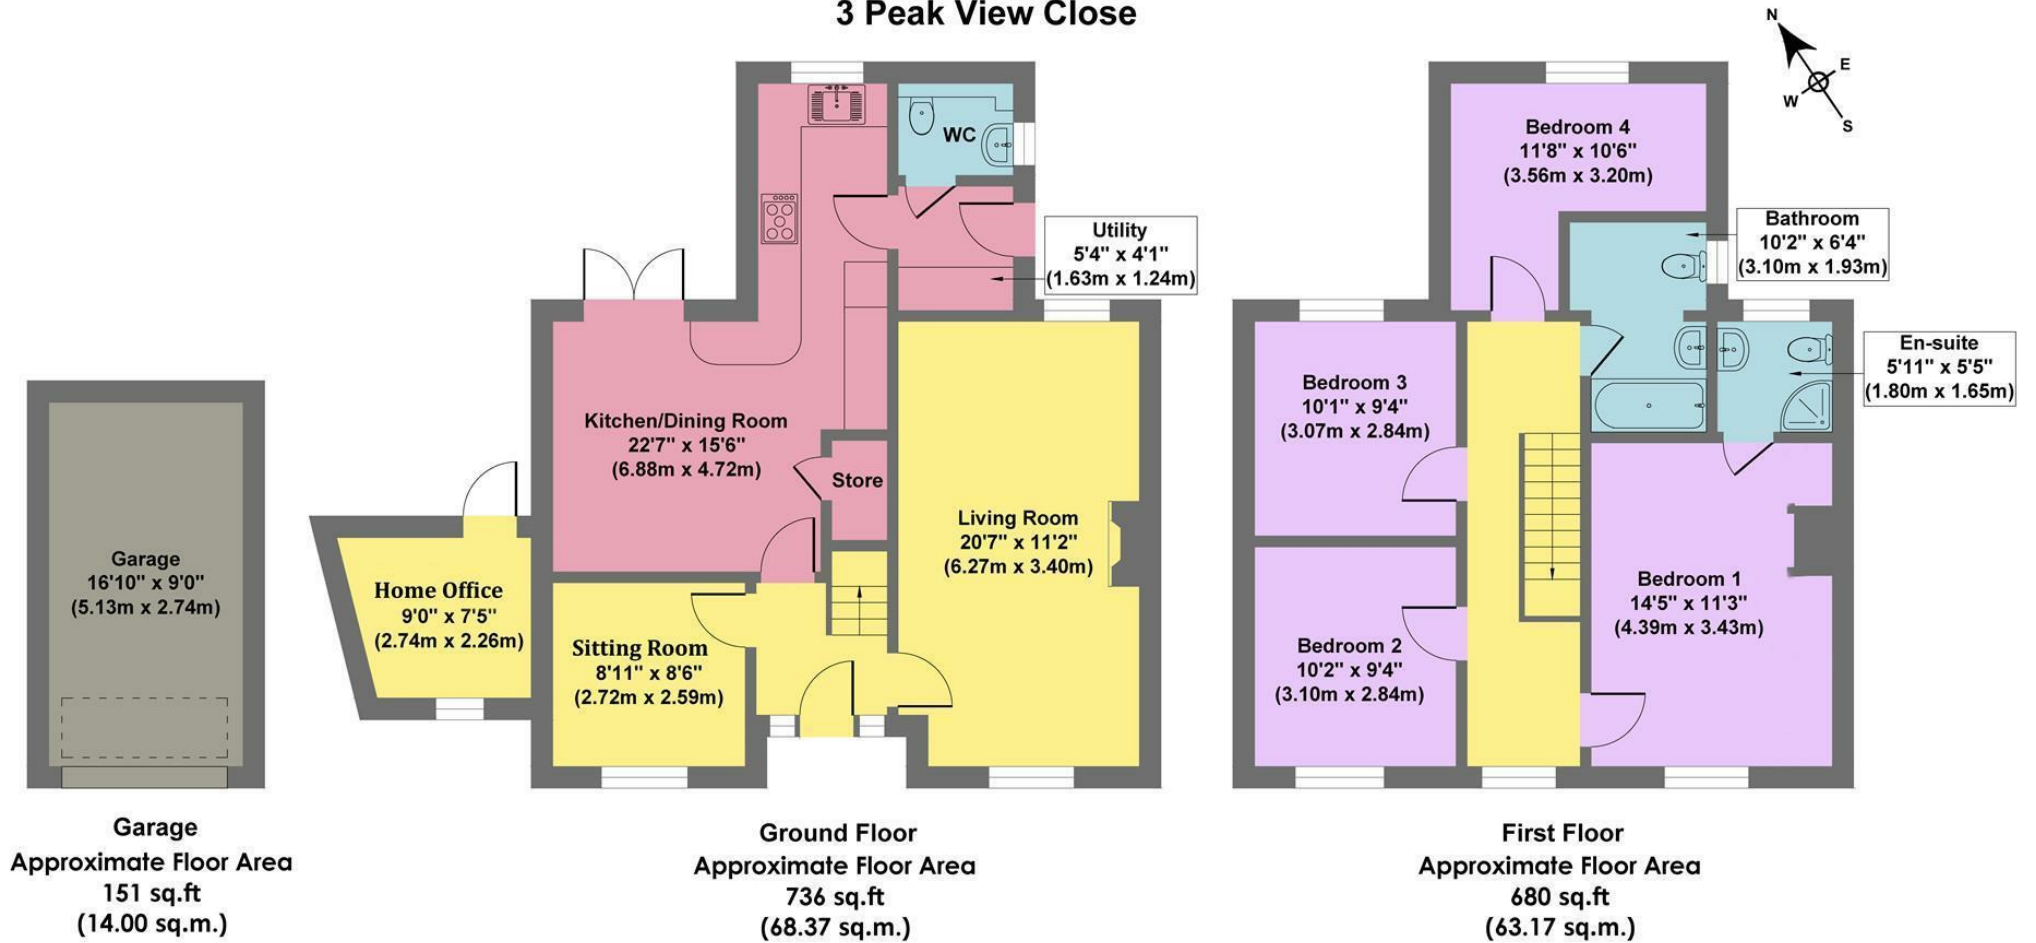 3 Peak View Close
N
E
W
S
WC
Utility
5'4" x 4'1"
(1.63m x 1.24m)
Kitchen/Dining Room
22'7" x 15'6"
(6.88m x 4.72m)
Store
Living Room
20'7" x 11'2"
(6.27m x 3.40m)
Garage
16'10" x 9'0"
(5.13m x 2.74m)
Home Office
9'0" x 7'5"
(2.74m x 2.26m)
Sitting Room
8'11" x 8'6"
(2.72m x 2.59m)
Bedroom 4
11'8" x 10'6"
(3.56m x 3.20m)
Bathroom
10'2" x 6'4"
(3.10m x 1.93m)
En-suite
5'11" x 5'5"
(1.80m x 1.65m)
Bedroom 3
10'1" x 9'4"
(3.07m x 2.84m)
Bedroom 1
14'5" x 11'3"
(4.39m x 3.43m)
Bedroom 2
10'2" x 9'4"
(3.10m x 2.84m)
Garage
Approximate Floor Area
151 sq.ft
(14.00 sq.m.)
Ground Floor
Approximate Floor Area
736 sq.ft
(68.37 sq.m.)
First Floor
Approximate Floor Area
680 sq.ft
(63.17 sq.m.)